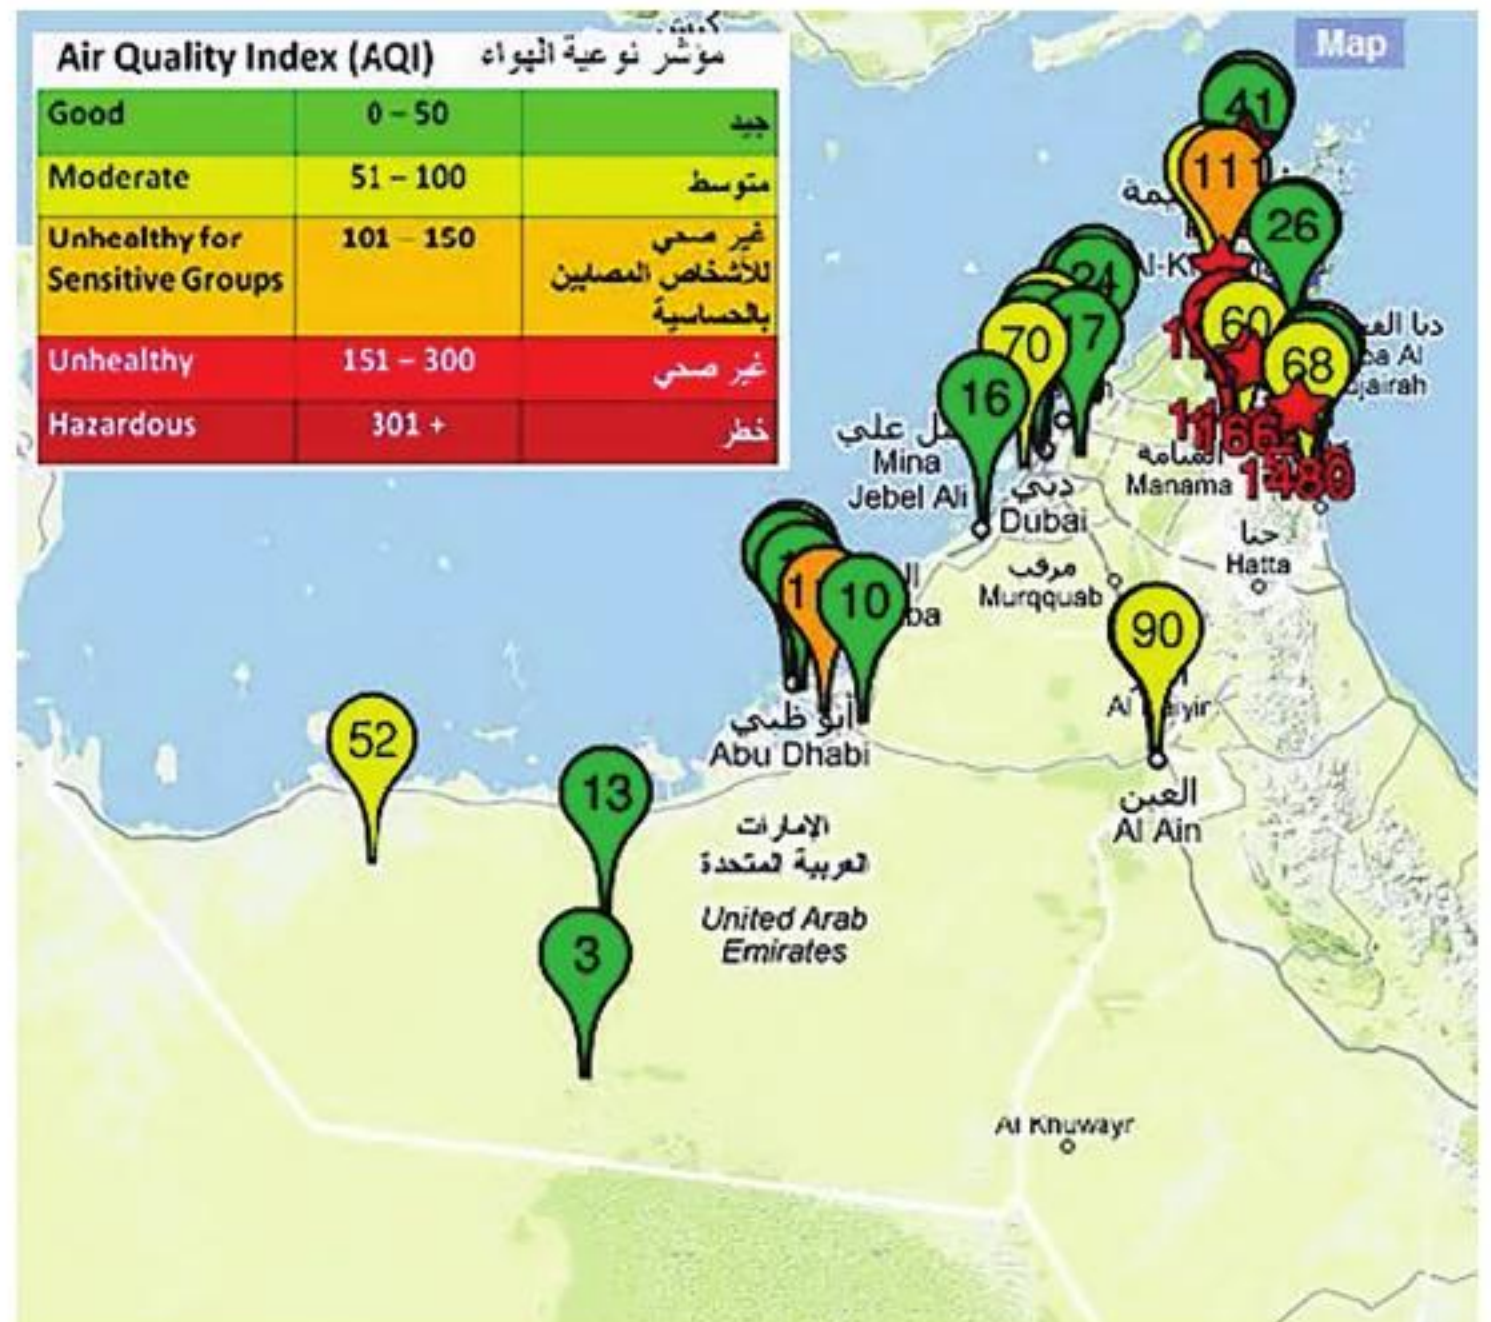 Air Quality Index (AQI) مؤشر نوعية الهواء
Good 0 – 50 جيد
Moderate 51 – 100 متوسط
Unhealthy for 101 – 150 غير صحي
Sensitive Groups للأشخاص المصابين
بالحساسية
Unhealthy 151 – 300 غير صحي
Hazardous 301 + خطر
Map
41
111
26
24
17
60
70
68
16
علي
Mina
Jebel Ali
دبي
Dubai
Manama
حتا
Hatta
مرقب
Murqquab
10
90
أبو ظبي
Abu Dhabi
52
13
العين
Al Ain
الإمارات
العربية المتحدة
United Arab
Emirates
3
Al Khuwayr